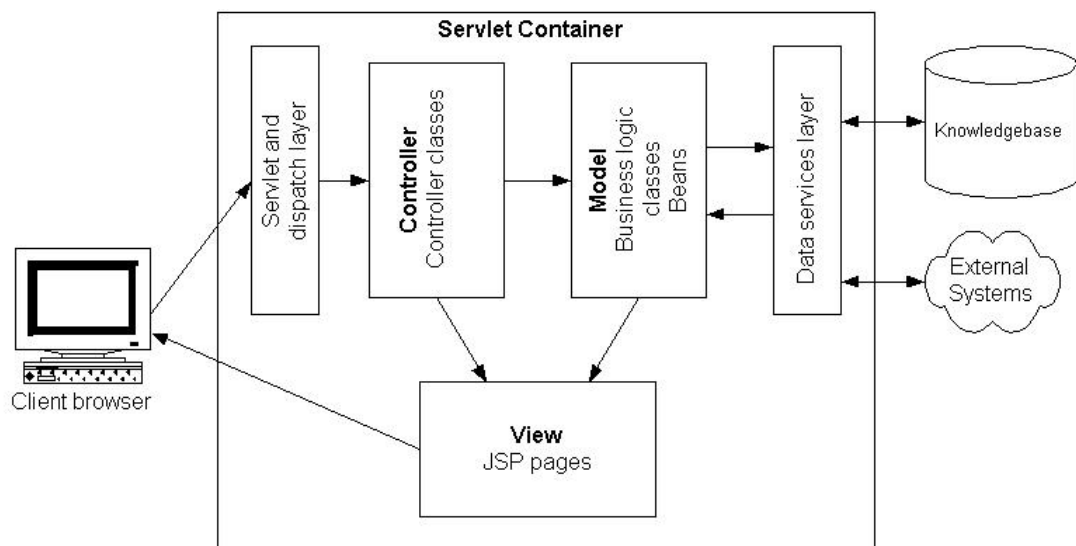 Servlet Container
Servlet and
dispatch layer
Controller
Controller classes
Model
Business logic
classes
Beans
Data services layer
Knowledgebase
External
Systems
Client browser
View
JSP pages